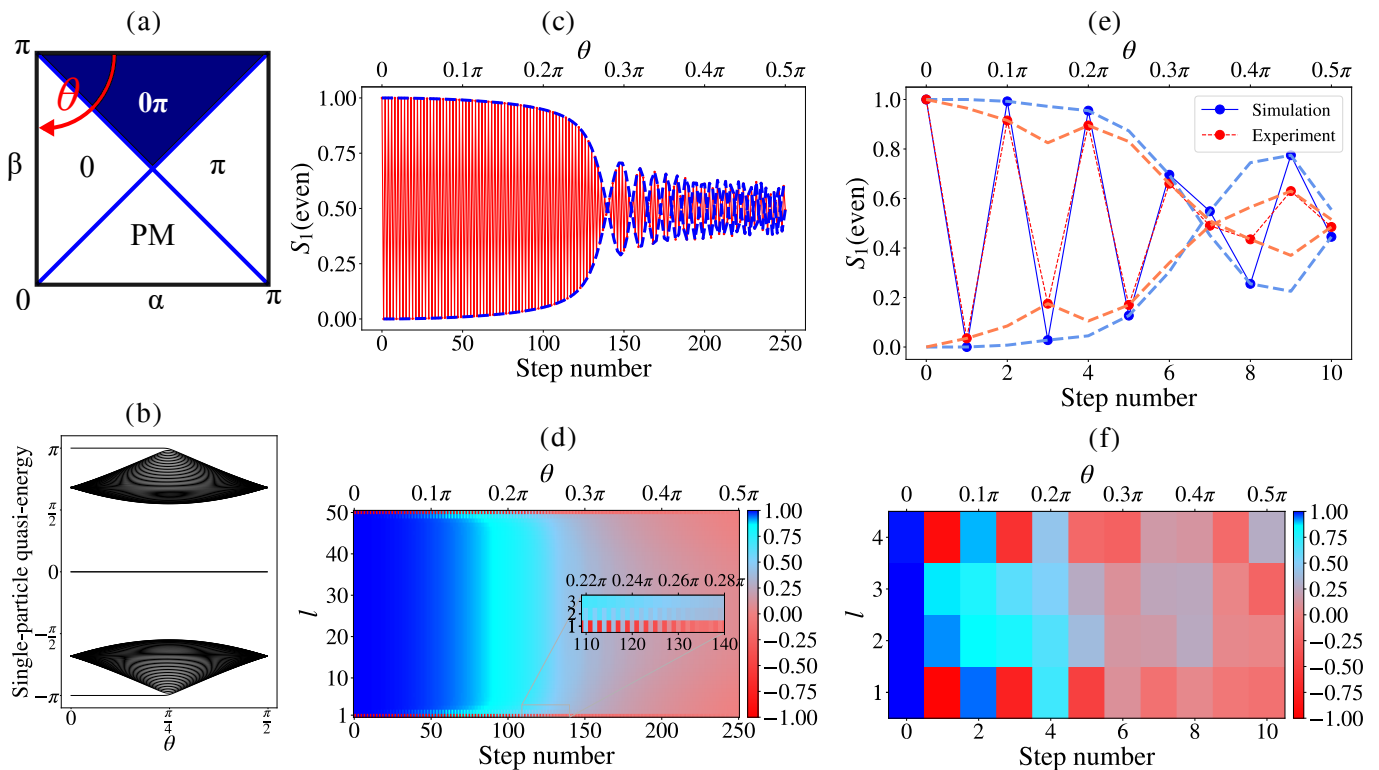 (a)
π
θ
0π
β
0
π
PM
0
α
π
(b)
Single-particle quasi-energy
π
π/2
0
−π/2
−π
0
π/4
π/2
θ
(c)
θ
0
0.1π
0.2π
0.3π
0.4π
0.5π
S₁(even)
1.00
0.75
0.50
0.25
0.00
0
50
100
150
200
250
Step number
(d)
θ
0
0.1π
0.2π
0.3π
0.4π
0.5π
l
50
40
30
20
10
1
0.22π 0.24π 0.26π 0.28π
3
2
1
110
120
130
140
0
50
100
150
200
250
Step number
1.00
0.75
0.50
0.25
0.00
−0.25
−0.50
−0.75
−1.00
(e)
θ
0
0.1π
0.2π
0.3π
0.4π
0.5π
S₁(even)
1.0
0.8
0.6
0.4
0.2
0.0
Simulation
Experiment
0
2
4
6
8
10
Step number
(f)
θ
0
0.1π
0.2π
0.3π
0.4π
0.5π
l
4
3
2
1
0
2
4
6
8
10
Step number
1.00
0.75
0.50
0.25
0.00
−0.25
−0.50
−0.75
−1.00